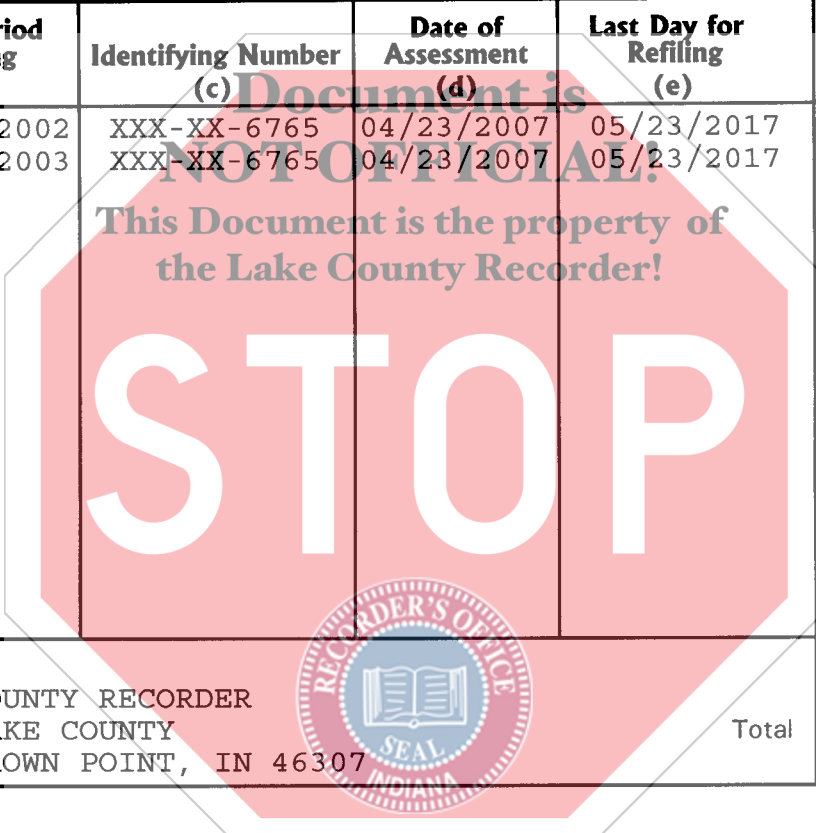 riod Date of Last Day for
g Identifying Number Assessment Refiling
(c) (d) (e)
Document is
2002 XXX-XX-6765 04/23/2007 05/23/2017
2003 XXX-XX-6765 04/23/2007 05/23/2017
NOT OFFICIAL!
This Document is the property of
the Lake County Recorder!
STOP
RECORDER'S OFFICE
SEAL
INDIANA
OUNTY RECORDER
AKE COUNTY Total
OWN POINT, IN 46307